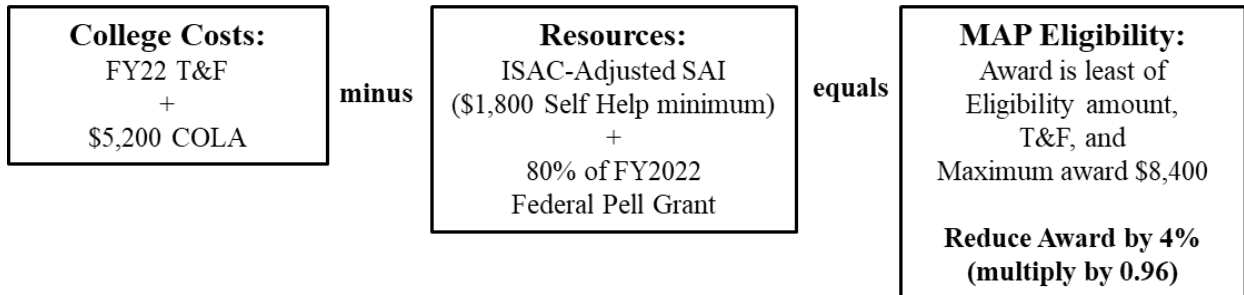 College Costs:
FY22 T&F
+
$5,200 COLA
minus
Resources:
ISAC-Adjusted SAI
($1,800 Self Help minimum)
+
80% of FY2022
Federal Pell Grant
equals
MAP Eligibility:
Award is least of
Eligibility amount,
T&F, and
Maximum award $8,400
Reduce Award by 4%
(multiply by 0.96)